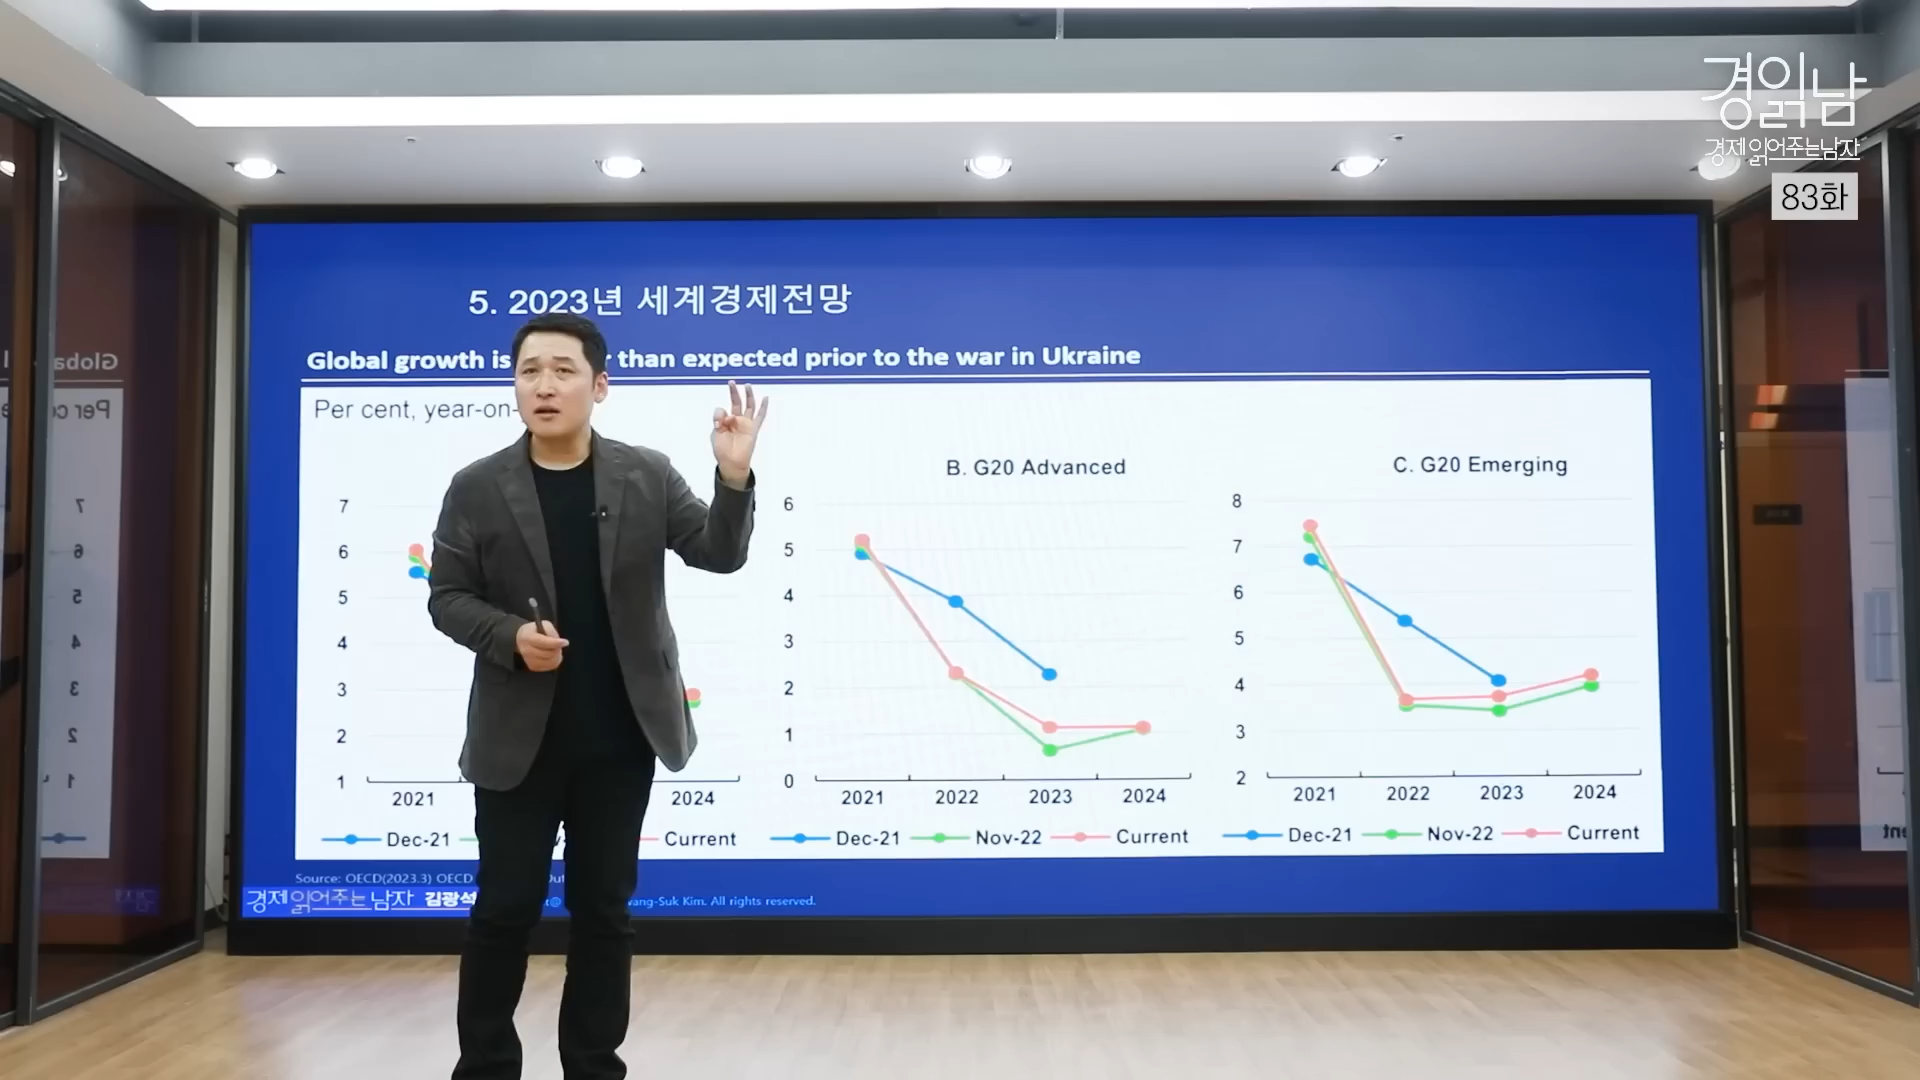 경읽남
경제 읽어주는 남자
83화
5. 2023년 세계경제전망
Global growth is than expected prior to the war in Ukraine
Per cent, year-on-
B. G20 Advanced
C. G20 Emerging
7
6
5
4
3
2
1
2021 2024
6
5
4
3
2
1
0
2021 2022 2023 2024
8
7
6
5
4
3
2
2021 2022 2023 2024
Dec-21 Current
Dec-21 Nov-22 Current
Dec-21 Nov-22 Current
Source: OECD(2023.3) OECD
경제 읽어주는 남자 김광석
Suk Kim. All rights reserved.